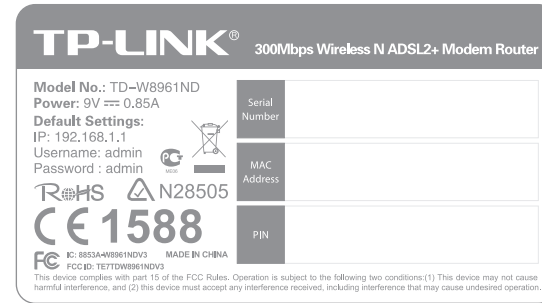 TP-LINK® 300Mbps Wireless N ADSL2+ Modem Router
Model No.: TD-W8961ND
Power: 9V ⎓ 0.85A
Default Settings:
IP: 192.168.1.1
Username: admin
Password : admin
Serial Number
MAC Address
PIN
RoHS N28505
CE 1588
FC IC: 8853A-W8961NDV3 MADE IN CHINA
FCC ID: TE7TDW8961NDV3
This device complies with part 15 of the FCC Rules. Operation is subject to the following two conditions:(1) This device may not cause
harmful interference, and (2) this device must accept any interference received, including interference that may cause undesired operation.